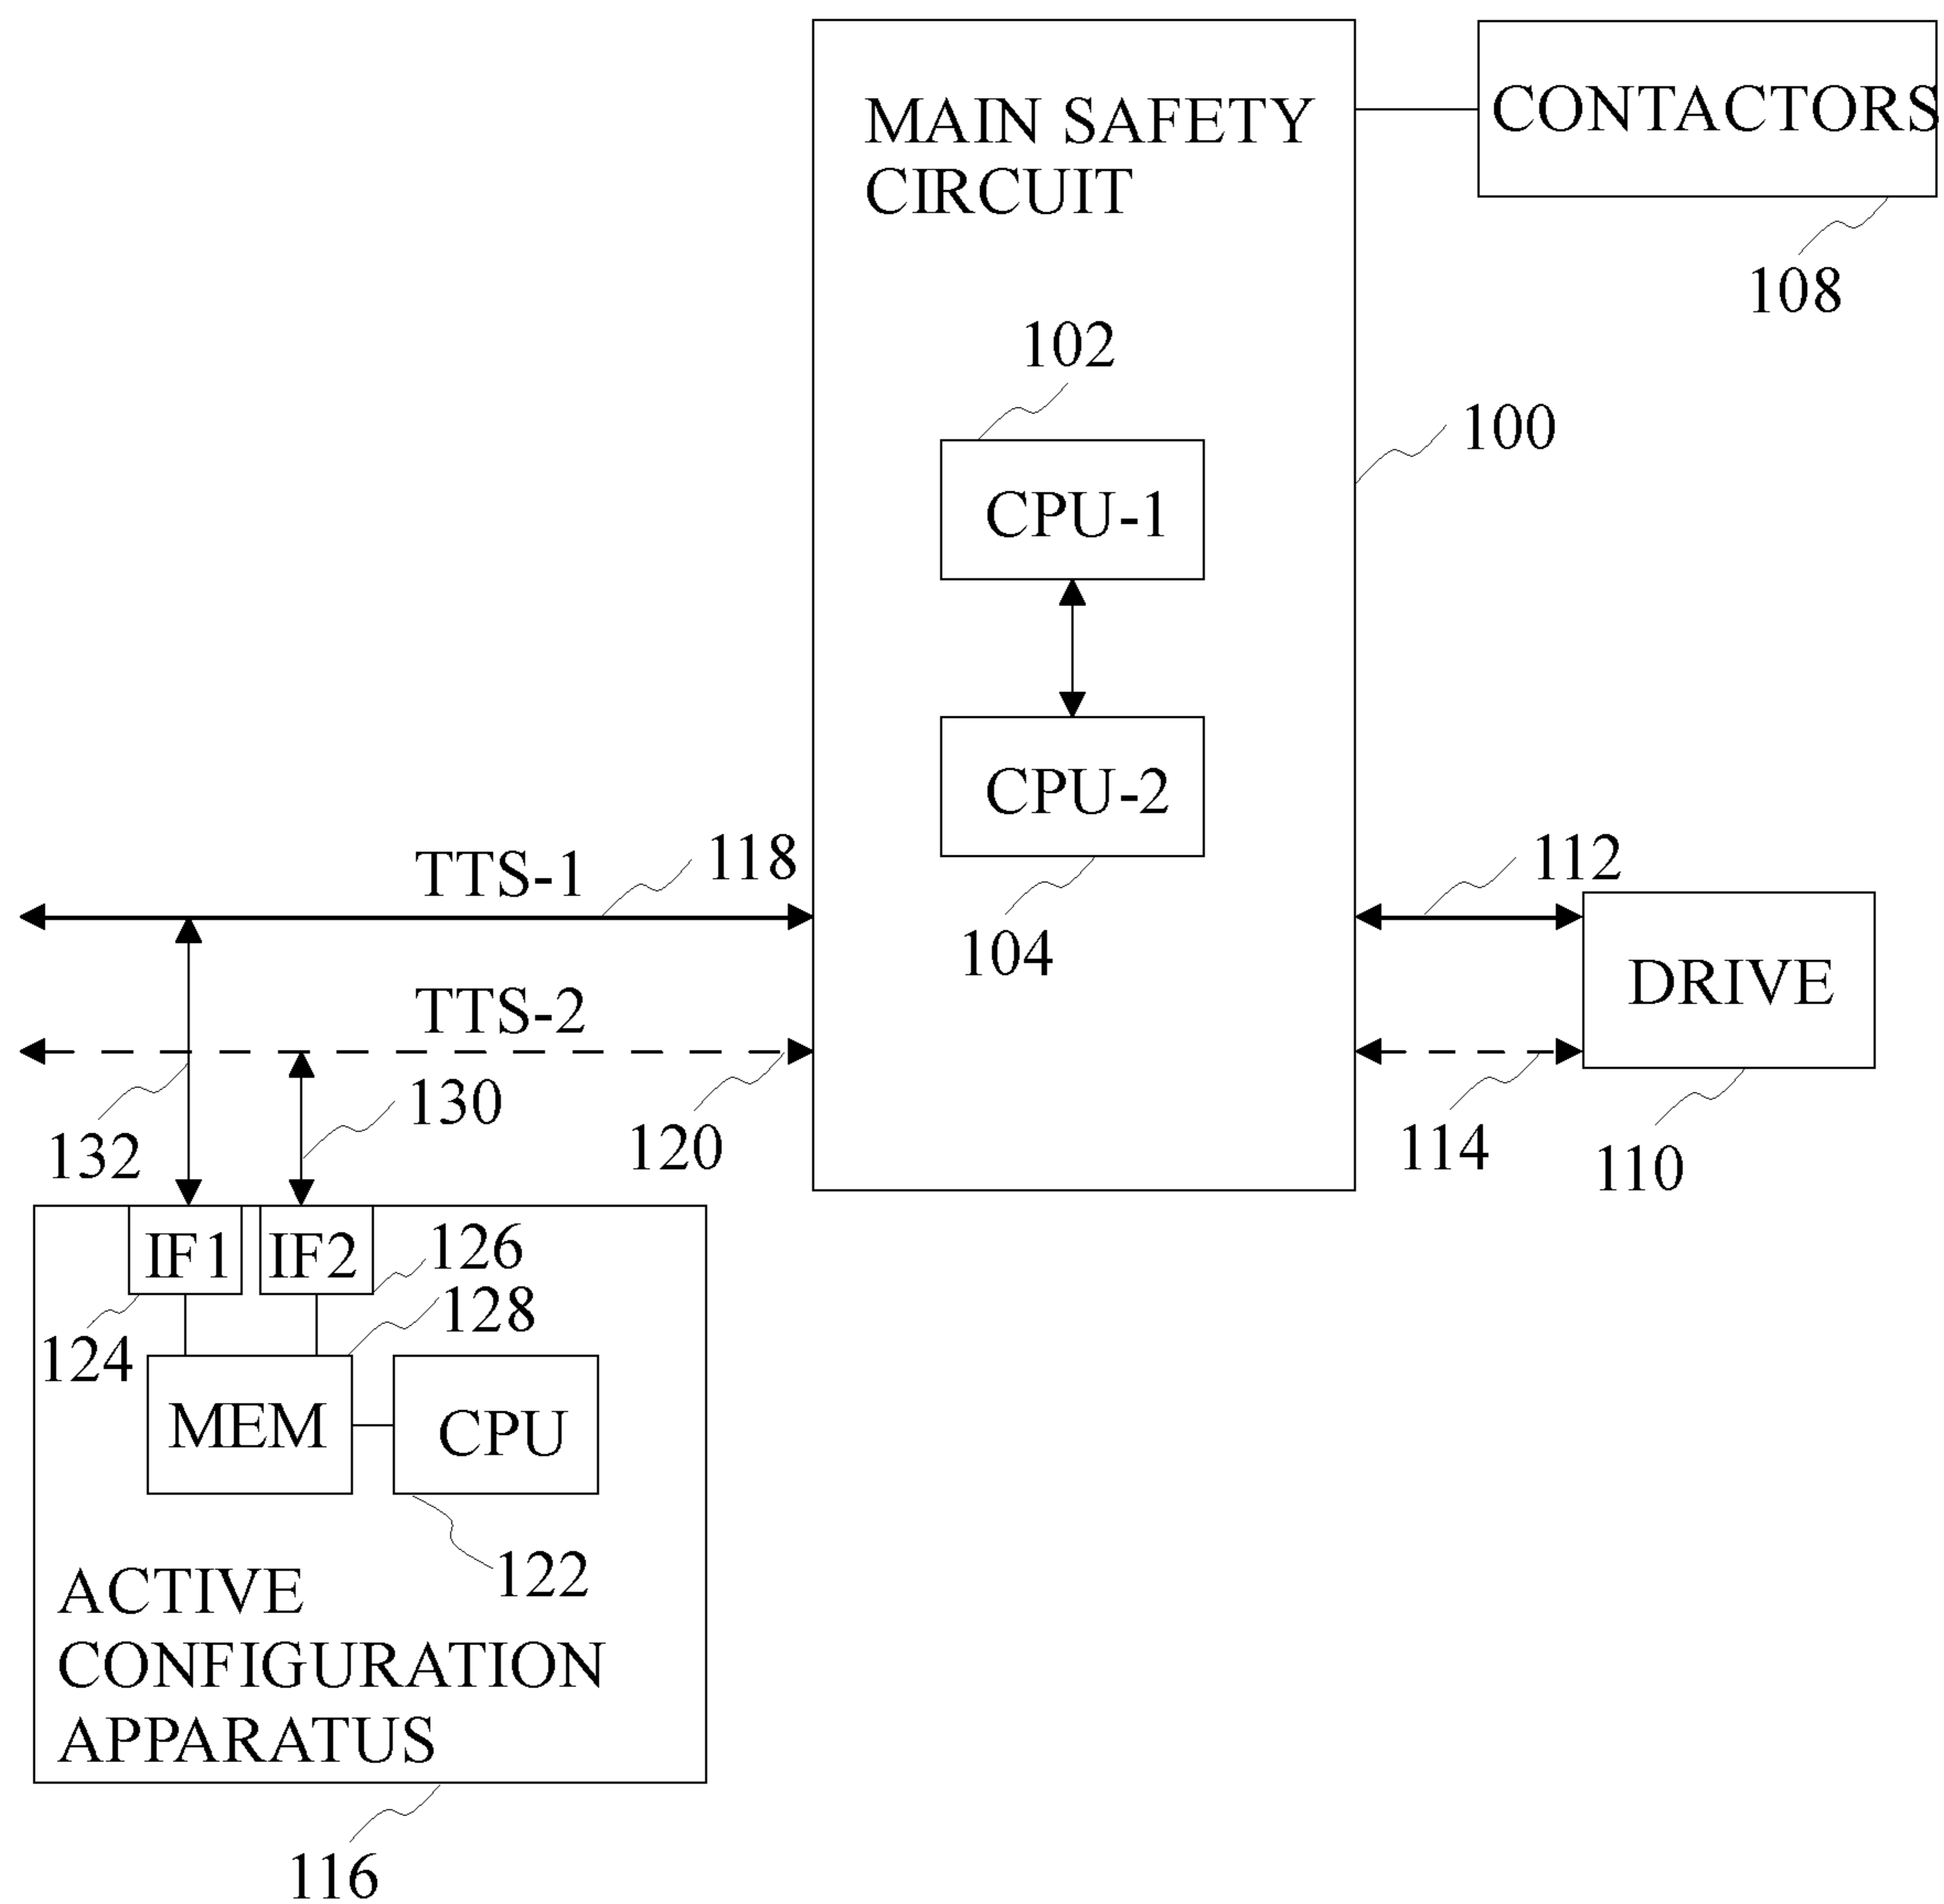 MAIN SAFETY
CIRCUIT
CONTACTORS
108
102
100
CPU-1
CPU-2
104
TTS-1
118
112
DRIVE
TTS-2
130
132
120
114
110
IF1
IF2
126
128
124
MEM
CPU
122
ACTIVE
CONFIGURATION
APPARATUS
116